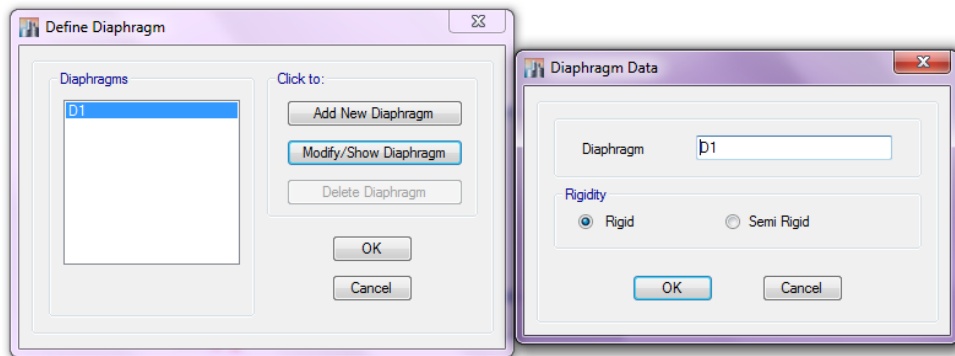 Define Diaphragm
Diaphragms
D1
Click to:
Add New Diaphragm
Modify/Show Diaphragm
Delete Diaphragm
OK
Cancel
Diaphragm Data
Diaphragm
D1
Rigidity
Rigid
Semi Rigid
OK
Cancel